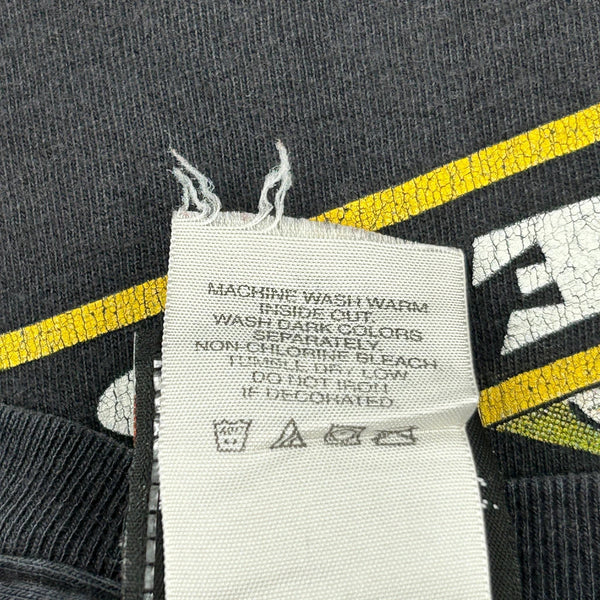 MACHINE WASH WARM
INSIDE OUT.
WASH DARK COLORS
SEPARATELY.
NON-CHLORINE BLEACH
TUMBLE DRY LOW
DO NOT IRON
IF DECORATED.